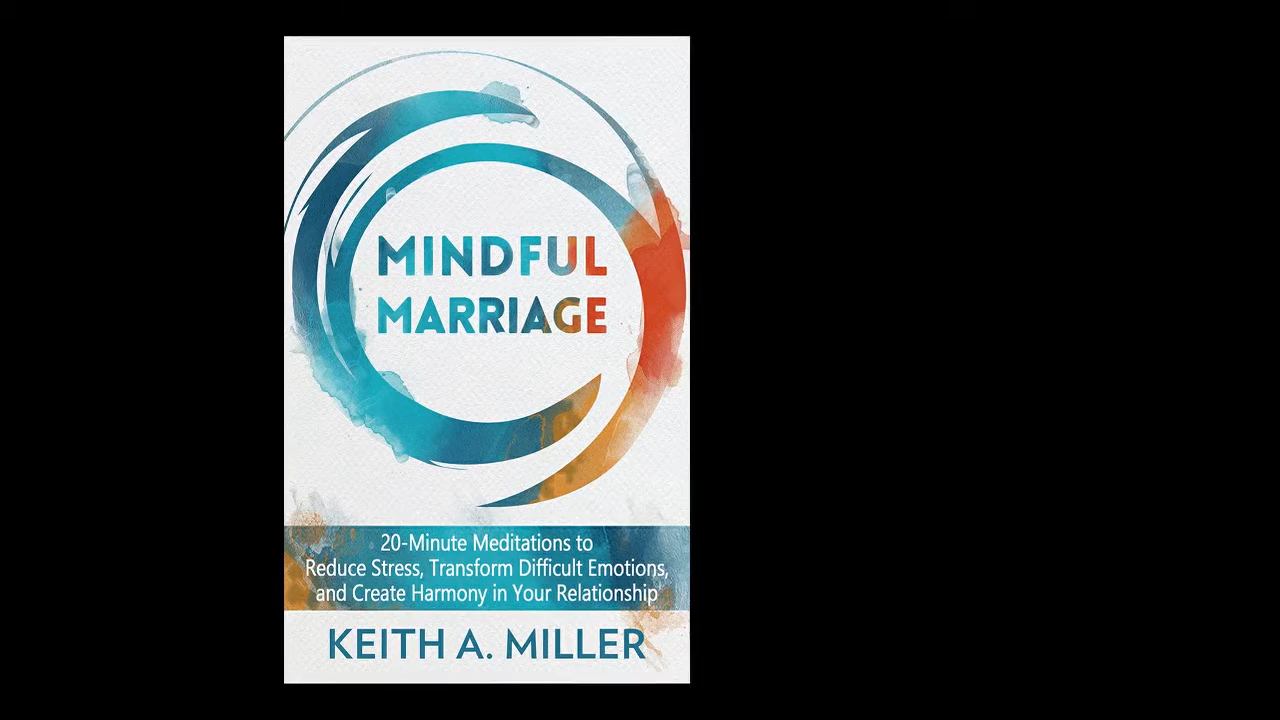 MINDFUL
MARRIAGE
20-Minute Meditations to
Reduce Stress, Transform Difficult Emotions,
and Create Harmony in Your Relationship
KEITH A. MILLER